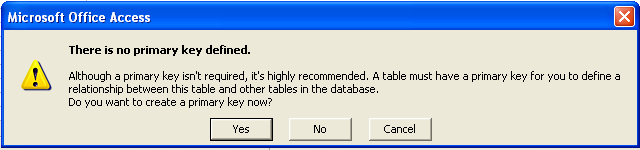 Microsoft Office Access
There is no primary key defined.
Although a primary key isn't required, it's highly recommended. A table must have a primary key for you to define a
relationship between this table and other tables in the database.
Do you want to create a primary key now?
Yes No Cancel